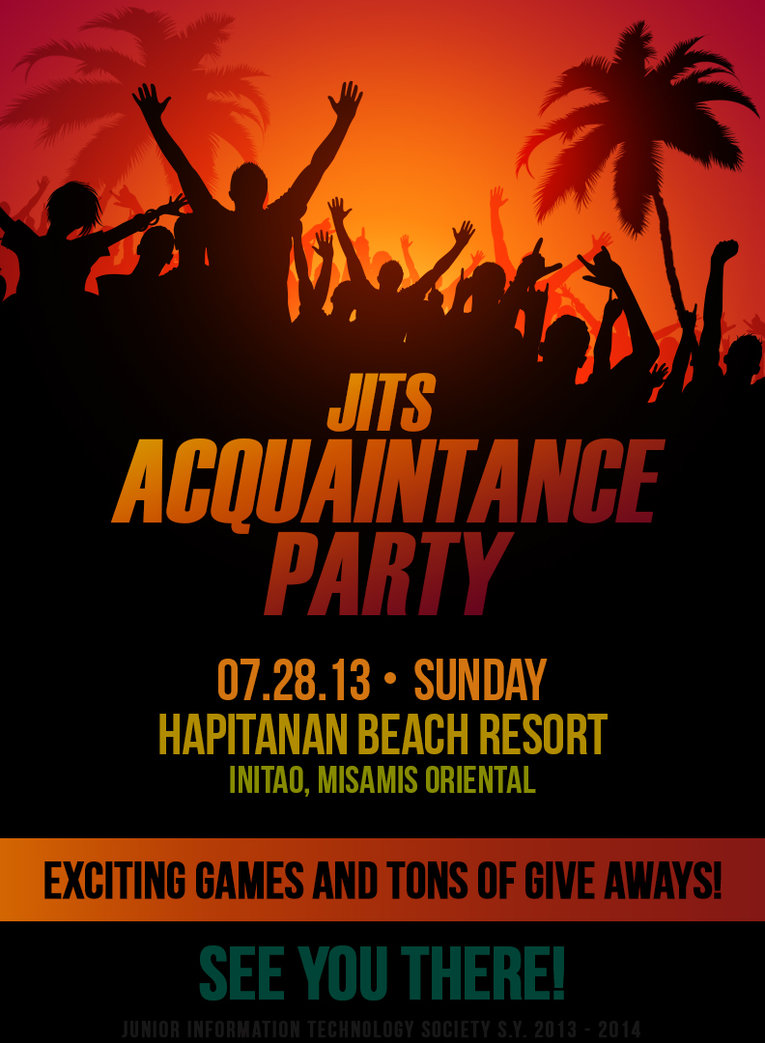 JITS
ACQUAINTANCE
PARTY
07.28.13 • SUNDAY
HAPITANAN BEACH RESORT
INITAO, MISAMIS ORIENTAL
EXCITING GAMES AND TONS OF GIVE AWAYS!
SEE YOU THERE!
JUNIOR INFORMATION TECHNOLOGY SOCIETY S.Y. 2013 - 2014